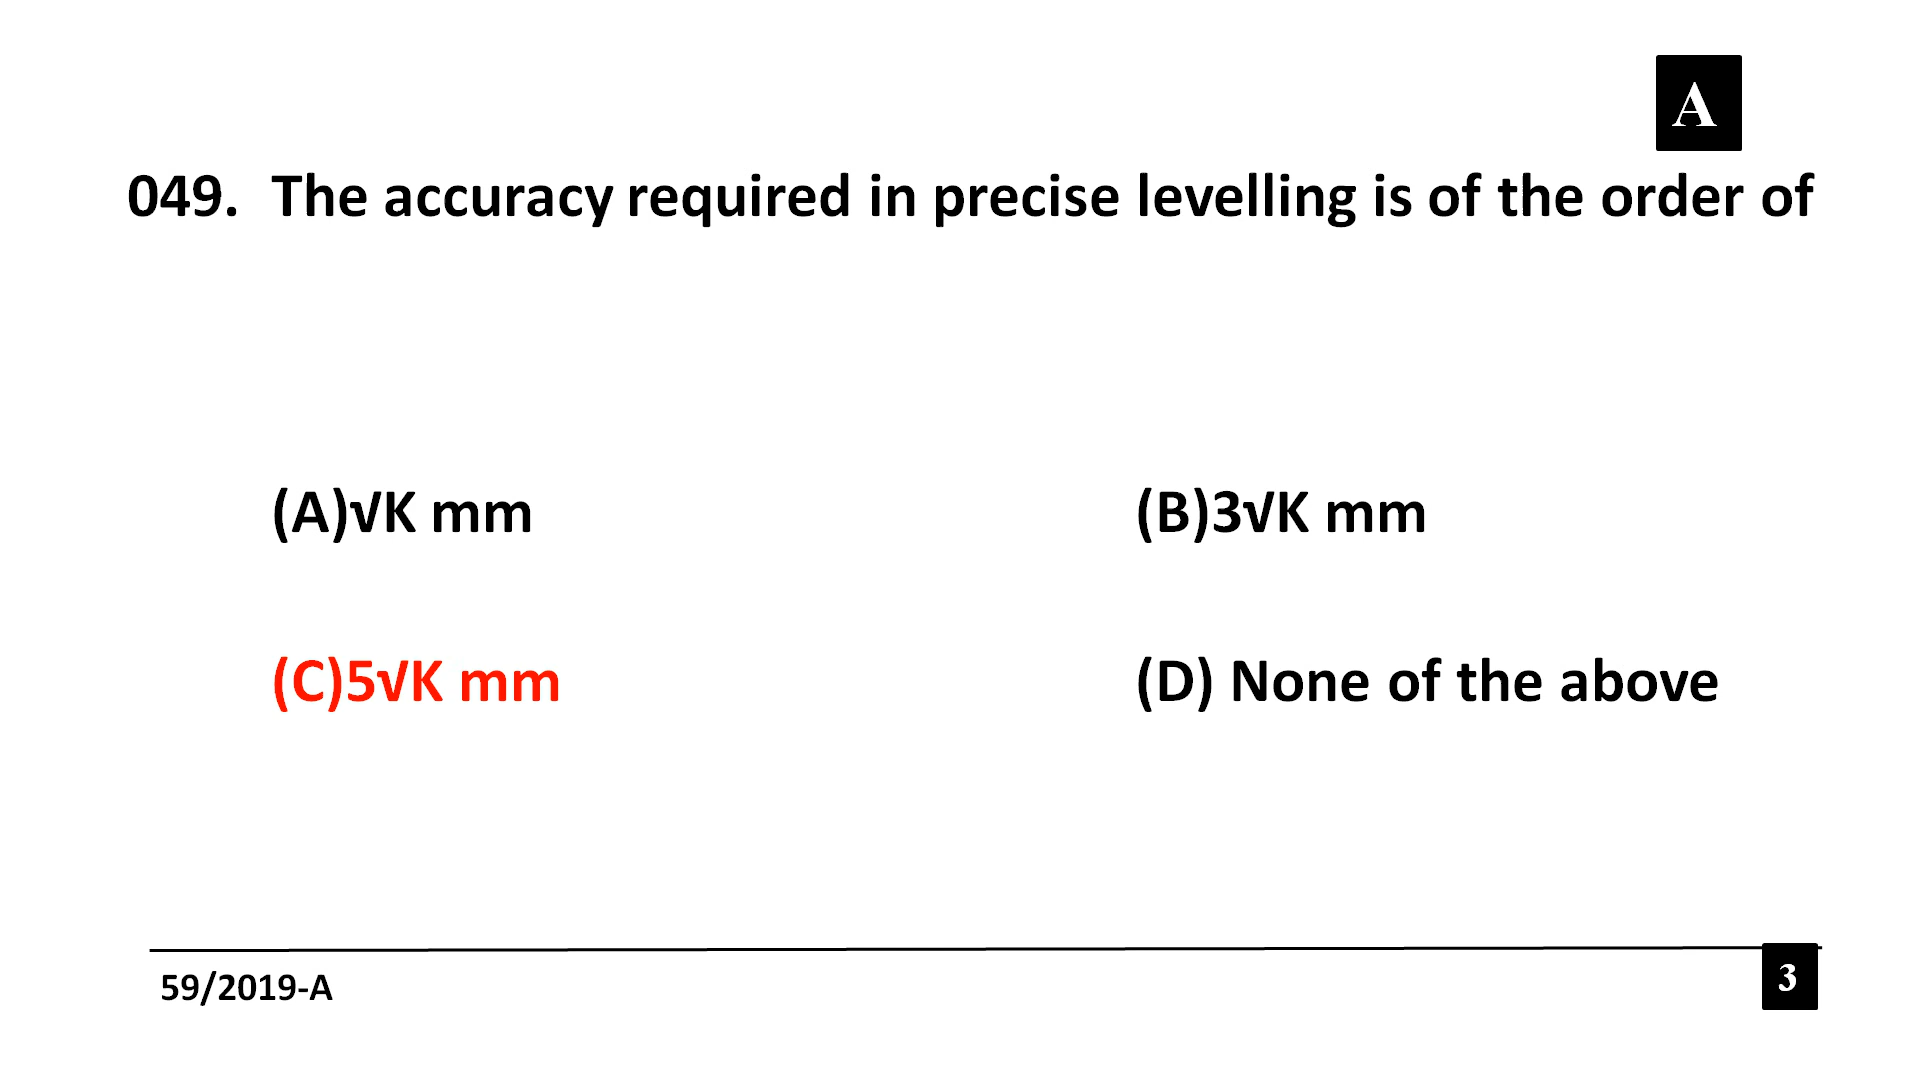 A
049. The accuracy required in precise levelling is of the order of
(A)√K mm (B)3√K mm
(C)5√K mm (D) None of the above
59/2019-A 3